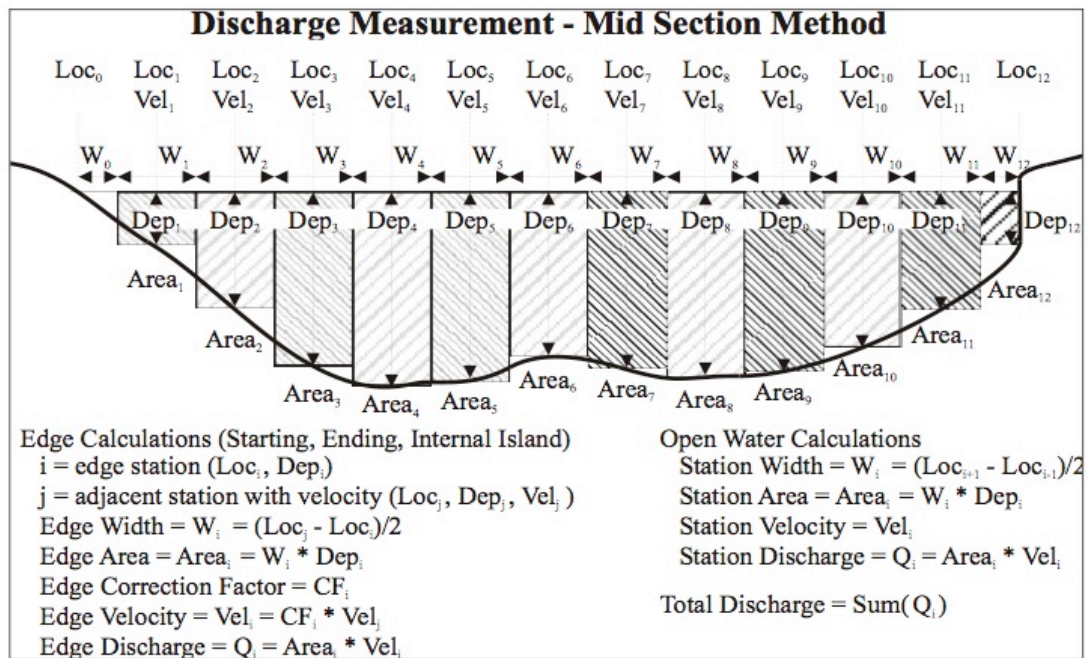 Discharge Measurement - Mid Section Method
Loc₀ Loc₁ Loc₂ Loc₃ Loc₄ Loc₅ Loc₆ Loc₇ Loc₈ Loc₉ Loc₁₀ Loc₁₁ Loc₁₂
Vel₁ Vel₂ Vel₃ Vel₄ Vel₅ Vel₆ Vel₇ Vel₈ Vel₉ Vel₁₀ Vel₁₁
W₀ W₁ W₂ W₃ W₄ W₅ W₆ W₇ W₈ W₉ W₁₀ W₁₁ W₁₂
Dep₁ Dep₂ Dep₃ Dep₄ Dep₅ Dep₆ Dep₇ Dep₈ Dep₉ Dep₁₀ Dep₁₁ Dep₁₂
Area₁ Area₂ Area₃ Area₄ Area₅ Area₆ Area₇ Area₈ Area₉ Area₁₀ Area₁₁ Area₁₂
Edge Calculations (Starting, Ending, Internal Island)
i = edge station (Locᵢ, Depᵢ)
j = adjacent station with velocity (Locⱼ, Depⱼ, Velⱼ)
Edge Width = Wᵢ = (Locⱼ - Locᵢ)/2
Edge Area = Areaᵢ = Wᵢ * Depᵢ
Edge Correction Factor = CFᵢ
Edge Velocity = Velᵢ = CFᵢ * Velⱼ
Edge Discharge = Qᵢ = Areaᵢ * Velᵢ
Open Water Calculations
Station Width = Wᵢ = (Locᵢ₊₁ - Locᵢ₋₁)/2
Station Area = Areaᵢ = Wᵢ * Depᵢ
Station Velocity = Velᵢ
Station Discharge = Qᵢ = Areaᵢ * Velᵢ
Total Discharge = Sum(Qᵢ)